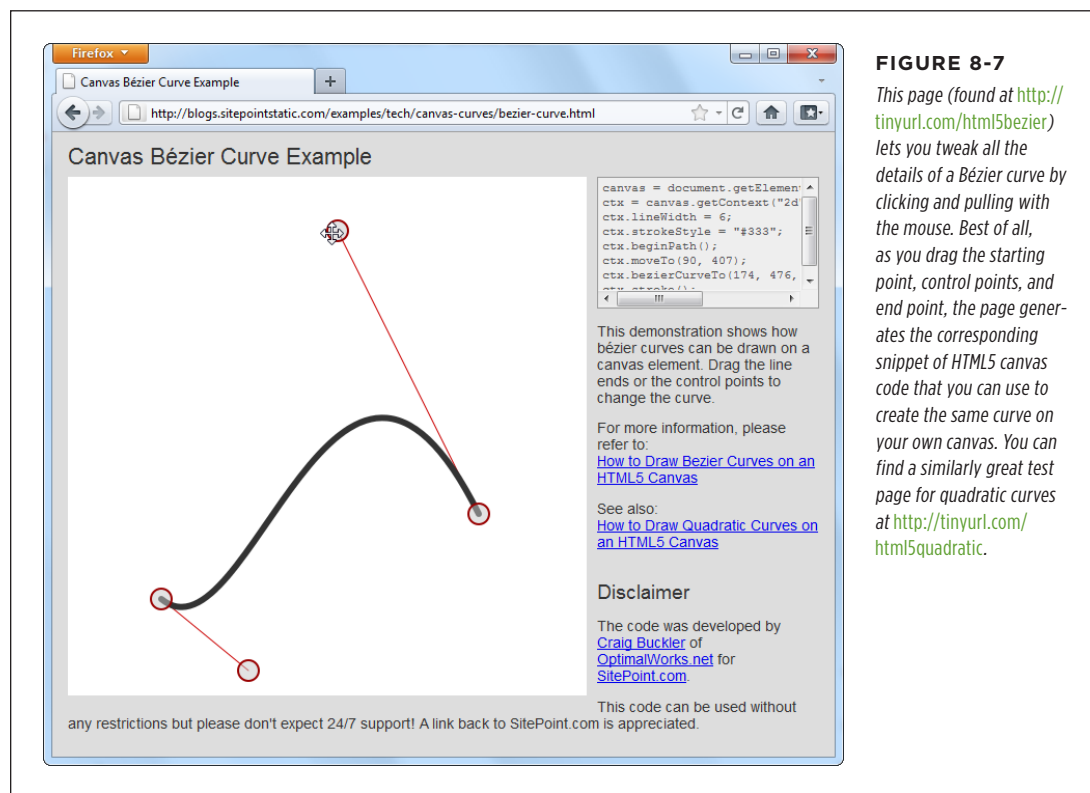 Firefox
Canvas Bézier Curve Example
http://blogs.sitepointstatic.com/examples/tech/canvas-curves/bezier-curve.html
Canvas Bézier Curve Example
canvas = document.getElemen
ctx = canvas.getContext("2d
ctx.lineWidth = 6;
ctx.strokeStyle = "#333";
ctx.beginPath();
ctx.moveTo(90, 407);
ctx.bezierCurveTo(174, 476,
ctx.stroke();
This demonstration shows how
bézier curves can be drawn on a
canvas element. Drag the line
ends or the control points to
change the curve.
For more information, please
refer to:
How to Draw Bezier Curves on an
HTML5 Canvas
See also:
How to Draw Quadratic Curves on
an HTML5 Canvas
Disclaimer
The code was developed by
Craig Buckler of
OptimalWorks.net for
SitePoint.com.
This code can be used without
any restrictions but please don't expect 24/7 support! A link back to SitePoint.com is appreciated.
FIGURE 8-7
This page (found at http://
tinyurl.com/html5bezier)
lets you tweak all the
details of a Bézier curve by
clicking and pulling with
the mouse. Best of all,
as you drag the starting
point, control points, and
end point, the page gener-
ates the corresponding
snippet of HTML5 canvas
code that you can use to
create the same curve on
your own canvas. You can
find a similarly great test
page for quadratic curves
at http://tinyurl.com/
html5quadratic.